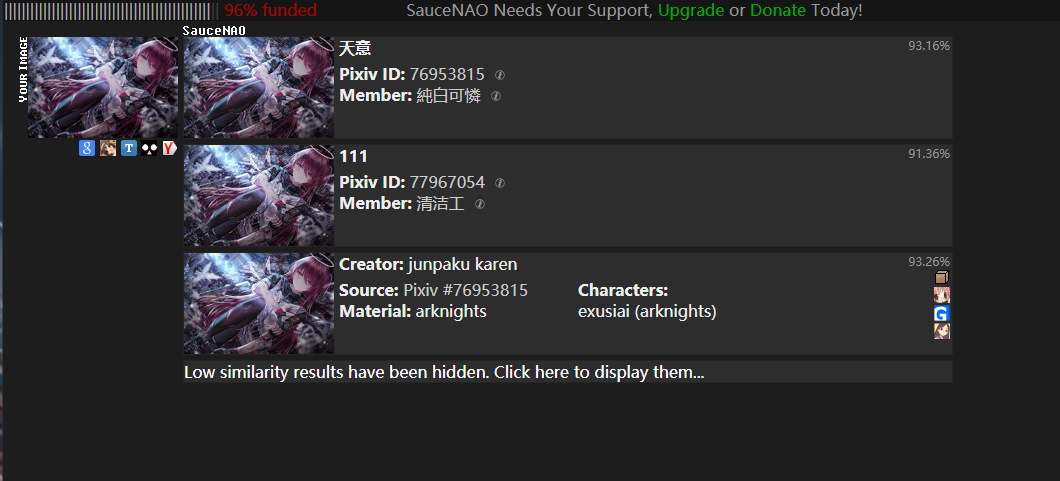 96% funded SauceNAO Needs Your Support, Upgrade or Donate Today!
SauceNAO
YOUR IMAGE
天意 93.16%
Pixiv ID: 76953815
Member: 純白可憐
111 91.36%
Pixiv ID: 77967054
Member: 清洁工
Creator: junpaku karen 93.26%
Source: Pixiv #76953815 Characters:
Material: arknights exusiai (arknights)
Low similarity results have been hidden. Click here to display them...